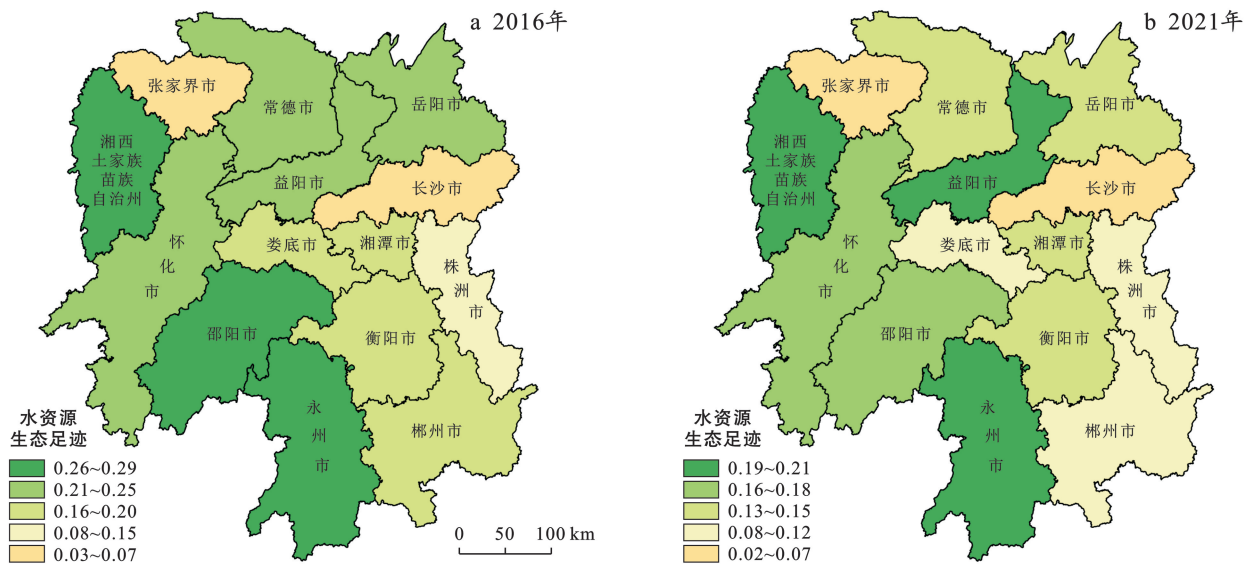 a 2016年
张家界市
常德市
岳阳市
湘西
土家族
苗族
自治州
益阳市
长沙市
怀
化
市
娄底市
湘潭市
株
洲
市
邵阳市
衡阳市
永
州
市
郴州市
水资源
生态足迹
0.26~0.29
0.21~0.25
0.16~0.20
0.08~0.15
0.03~0.07
0 50 100 km
b 2021年
张家界市
常德市
岳阳市
湘西
土家族
苗族
自治州
益阳市
长沙市
怀
化
市
娄底市
湘潭市
株
洲
市
邵阳市
衡阳市
永
州
市
郴州市
水资源
生态足迹
0.19~0.21
0.16~0.18
0.13~0.15
0.08~0.12
0.02~0.07